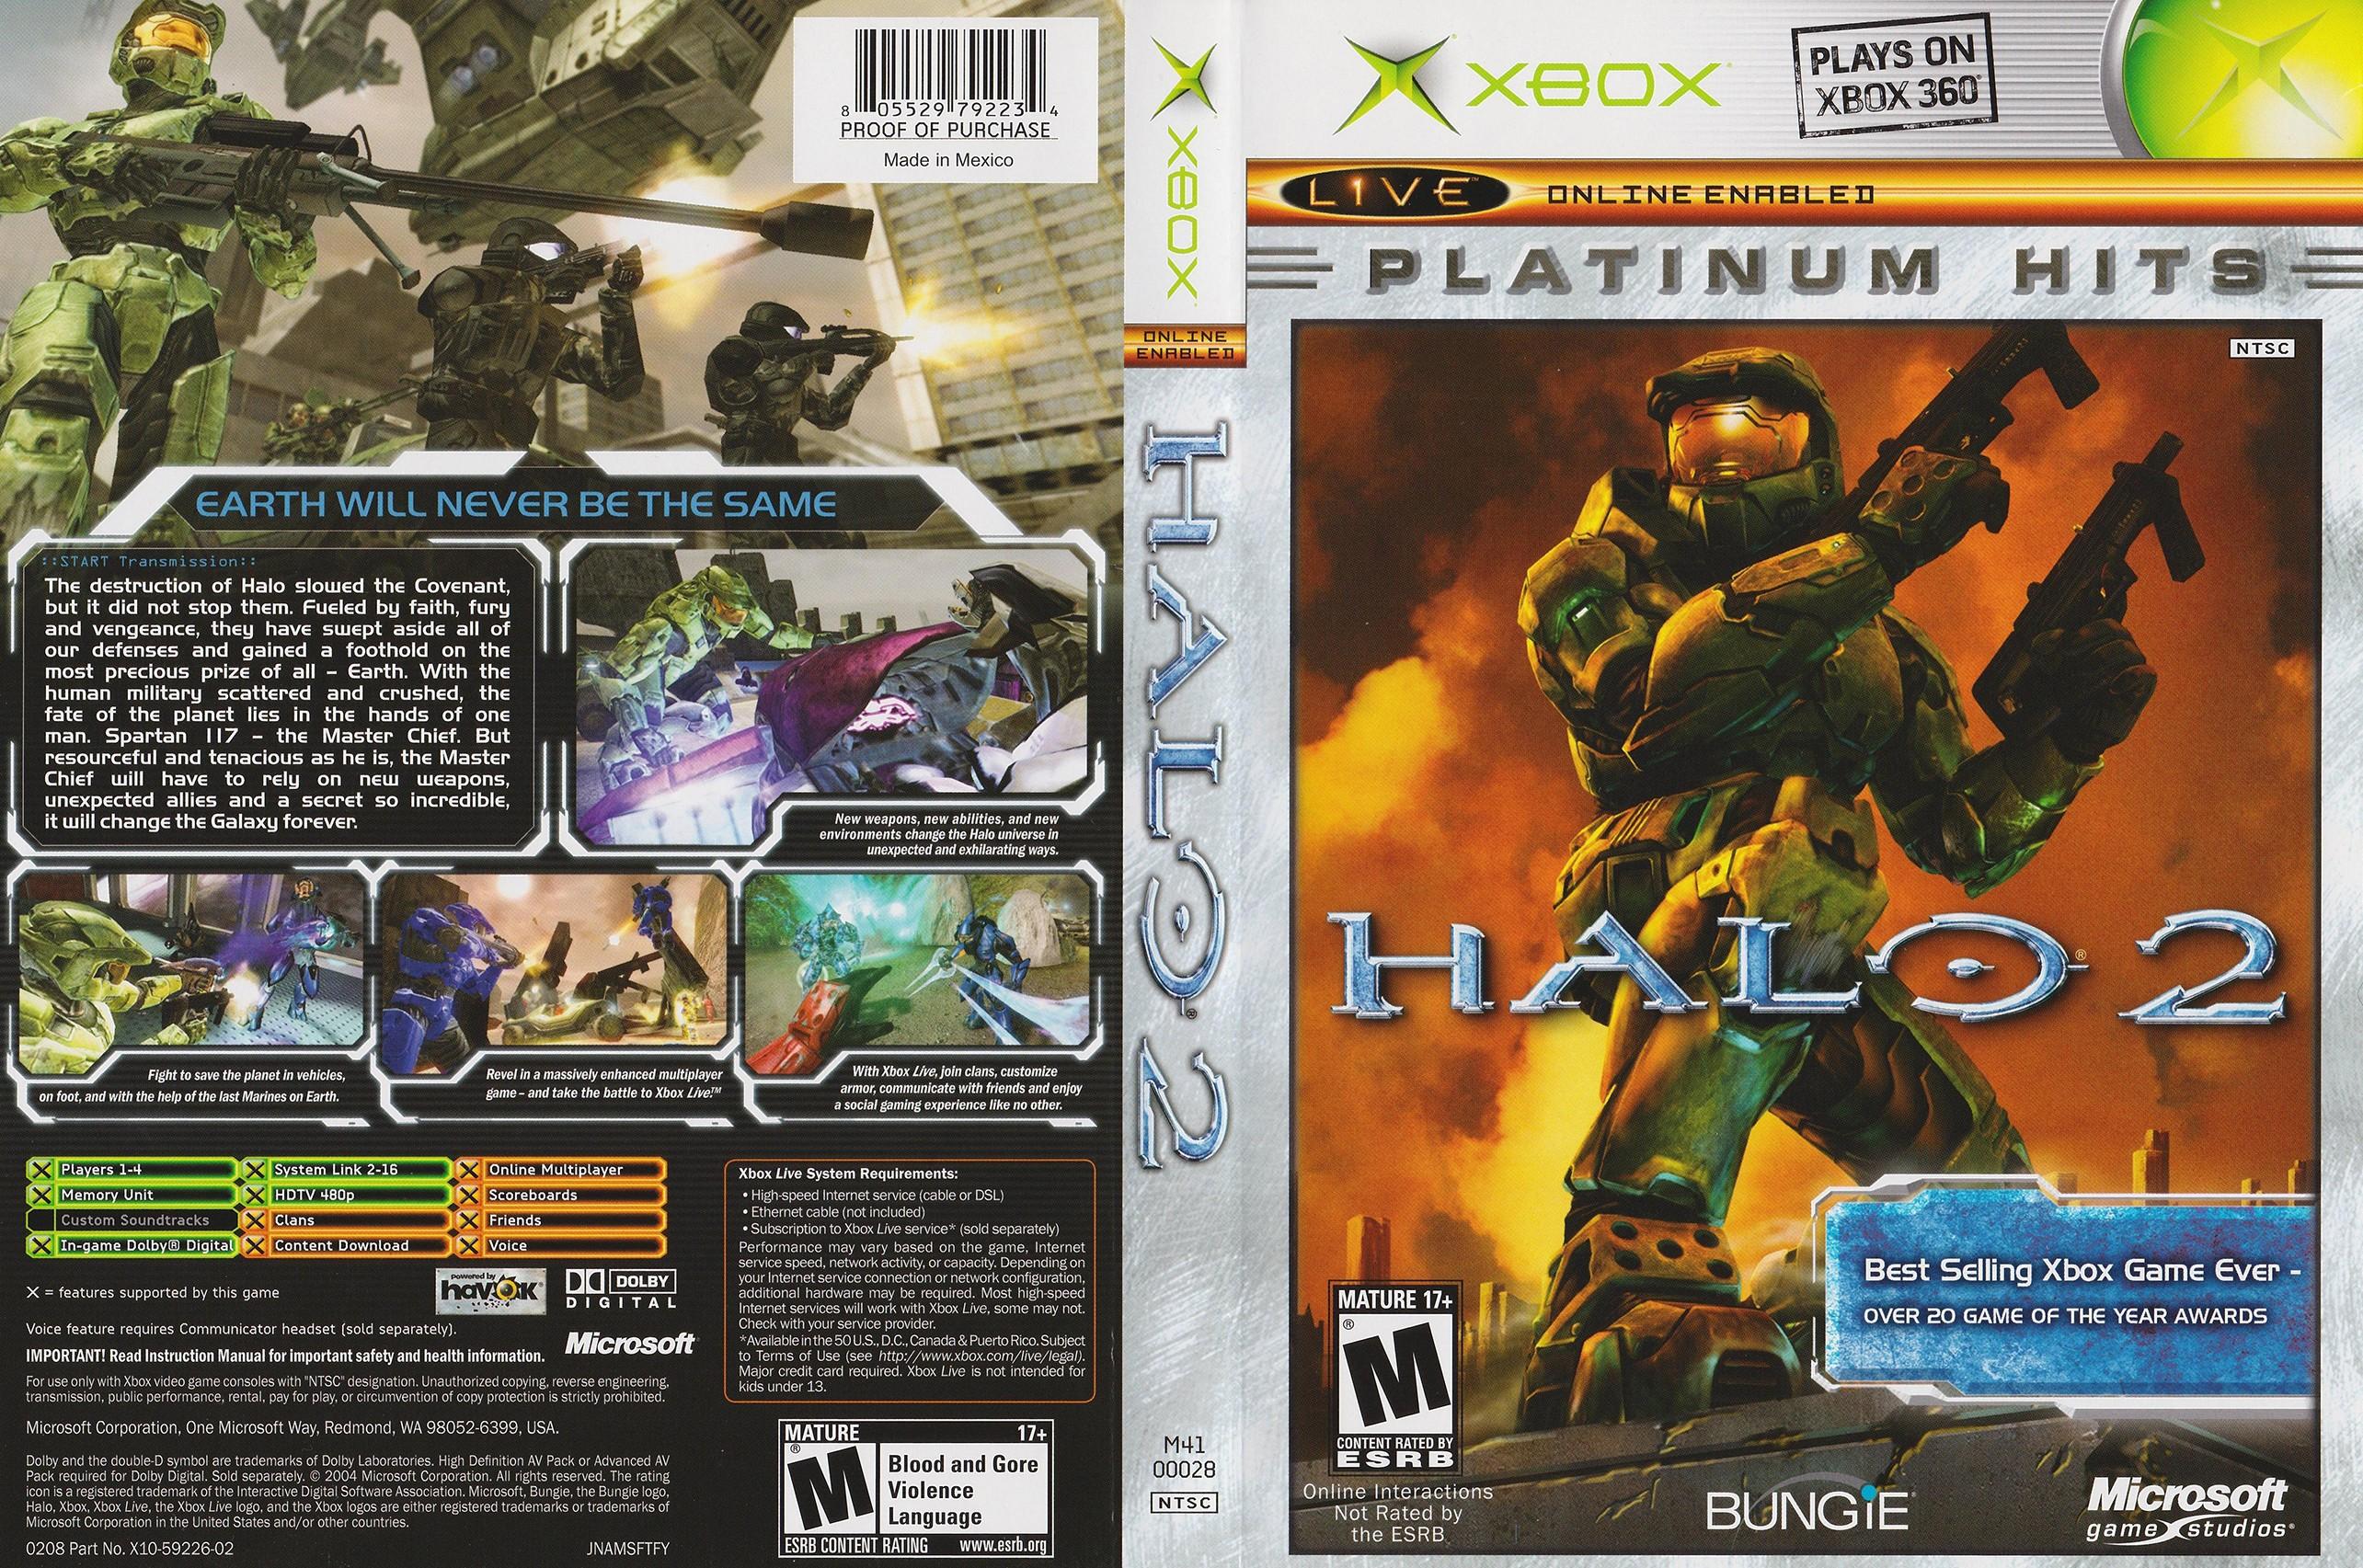 8 05529 79223 4
PROOF OF PURCHASE
Made in Mexico
EARTH WILL NEVER BE THE SAME
::START Transmission::
The destruction of Halo slowed the Covenant,
but it did not stop them. Fueled by faith, fury
and vengeance, they have swept aside all of
our defenses and gained a foothold on the
most precious prize of all – Earth. With the
human military scattered and crushed, the
fate of the planet lies in the hands of one
man. Spartan 117 – the Master Chief. But
resourceful and tenacious as he is, the Master
Chief will have to rely on new weapons,
unexpected allies and a secret so incredible,
it will change the Galaxy forever.
New weapons, new abilities, and new
environments change the Halo universe in
unexpected and exhilarating ways.
Fight to save the planet in vehicles,
on foot, and with the help of the last Marines on Earth.
Revel in a massively enhanced multiplayer
game – and take the battle to Xbox Live!™
With Xbox Live, join clans, customize
armor, communicate with friends and enjoy
a social gaming experience like no other.
Players 1-4
System Link 2-16
Online Multiplayer
Memory Unit
HDTV 480p
Scoreboards
Custom Soundtracks
Clans
Friends
In-game Dolby® Digital
Content Download
Voice
X = features supported by this game
powered by
havok
DOLBY
DIGITAL
Voice feature requires Communicator headset (sold separately).
Microsoft®
IMPORTANT! Read Instruction Manual for important safety and health information.
For use only with Xbox video game consoles with "NTSC" designation. Unauthorized copying, reverse engineering,
transmission, public performance, rental, pay for play, or circumvention of copy protection is strictly prohibited.
Microsoft Corporation, One Microsoft Way, Redmond, WA 98052-6399, USA.
Dolby and the double-D symbol are trademarks of Dolby Laboratories. High Definition AV Pack or Advanced AV
Pack required for Dolby Digital. Sold separately. © 2004 Microsoft Corporation. All rights reserved. The rating
icon is a registered trademark of the Interactive Digital Software Association. Microsoft, Bungie, the Bungie logo,
Halo, Xbox, Xbox Live, the Xbox Live logo, and the Xbox logos are either registered trademarks or trademarks of
Microsoft Corporation in the United States and/or other countries.
0208 Part No. X10-59226-02
JNAMSFTFY
Xbox Live System Requirements:
• High-speed Internet service (cable or DSL)
• Ethernet cable (not included)
• Subscription to Xbox Live service* (sold separately)
Performance may vary based on the game, Internet
service speed, network activity, or capacity. Depending on
your Internet service connection or network configuration,
additional hardware may be required. Most high-speed
Internet services will work with Xbox Live, some may not.
Check with your service provider.
*Available in the 50 U.S., D.C., Canada & Puerto Rico. Subject
to Terms of Use (see http://www.xbox.com/live/legal).
Major credit card required. Xbox Live is not intended for
kids under 13.
MATURE 17+
M®
Blood and Gore
Violence
Language
ESRB CONTENT RATING www.esrb.org
XBOX
ONLINE
ENABLED
HALO® 2
M41
00028
NTSC
XBOX®
PLAYS ON
XBOX 360®
LIVE™ ONLINE ENABLED
PLATINUM HITS
NTSC
HALO® 2
Best Selling Xbox Game Ever -
OVER 20 GAME OF THE YEAR AWARDS
MATURE 17+
M®
CONTENT RATED BY
ESRB
Online Interactions
Not Rated by
the ESRB
BUNGiE®
Microsoft
game studios®